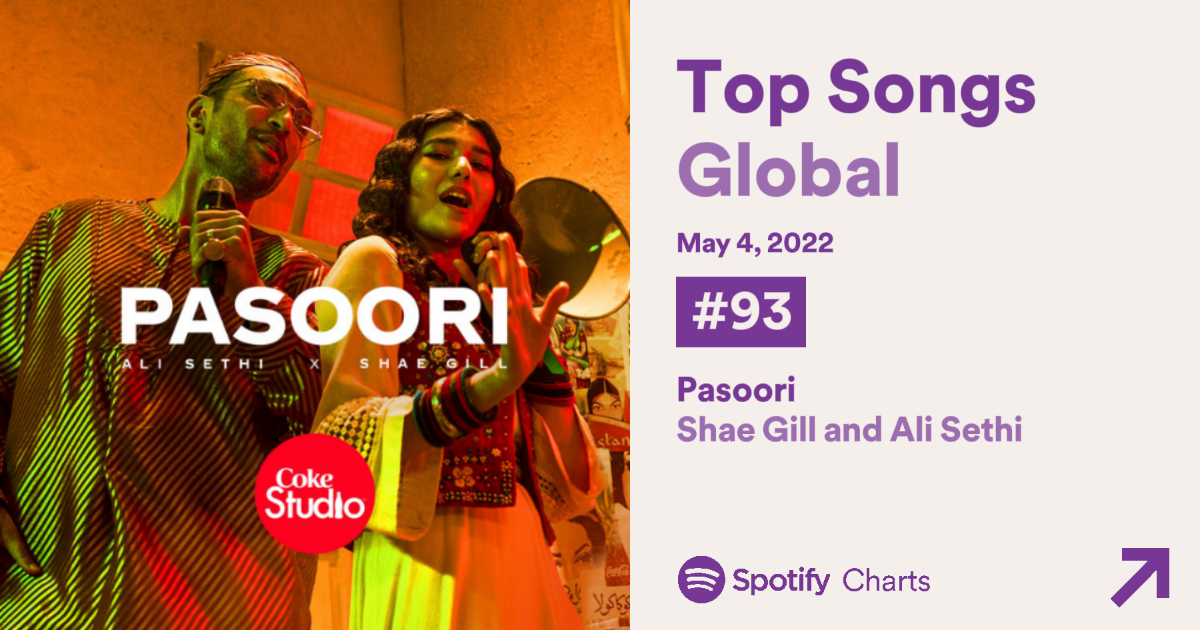 PASOORI
ALI SETHI X SHAE GILL
Coke
Studio
Top Songs
Global
May 4, 2022
#93
Pasoori
Shae Gill and Ali Sethi
Spotify Charts